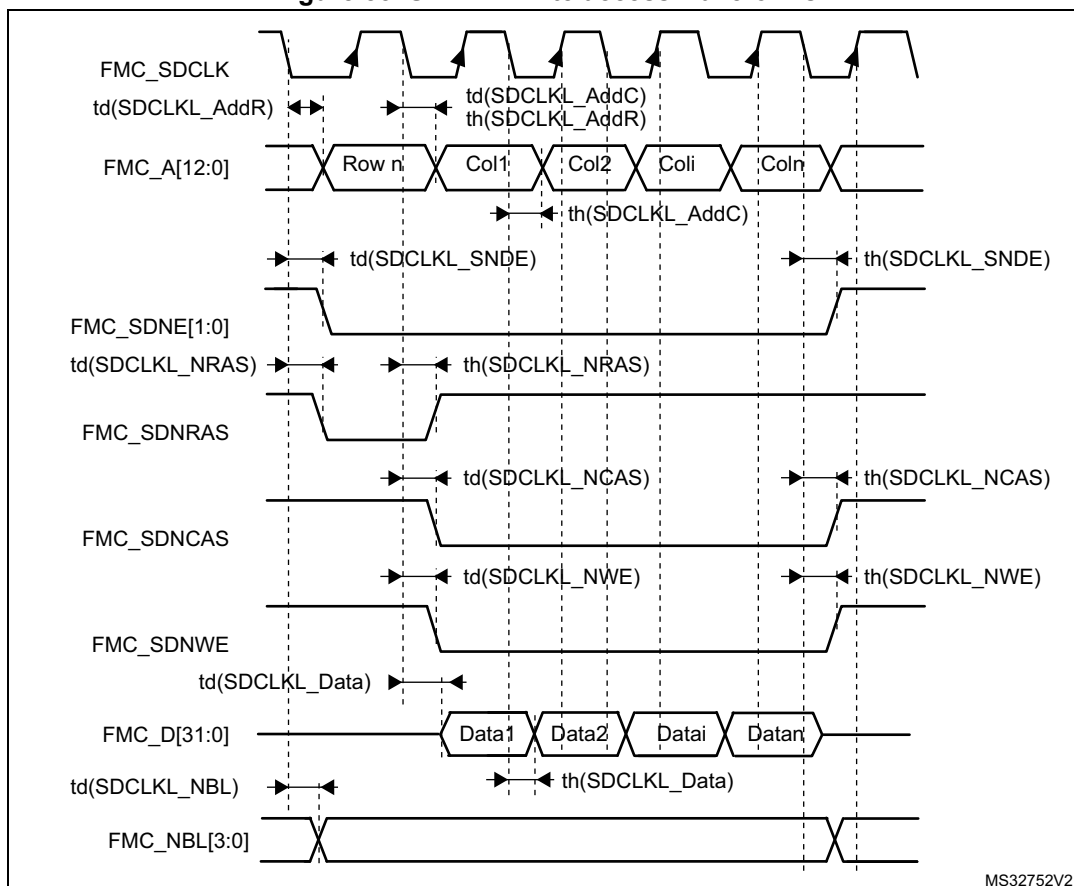 FMC_SDCLK
td(SDCLKL_AddR)
td(SDCLKL_AddC)
th(SDCLKL_AddR)
FMC_A[12:0]
Row n
Col1
Col2
Coli
Coln
th(SDCLKL_AddC)
td(SDCLKL_SNDE)
th(SDCLKL_SNDE)
FMC_SDNE[1:0]
td(SDCLKL_NRAS)
th(SDCLKL_NRAS)
FMC_SDNRAS
td(SDCLKL_NCAS)
th(SDCLKL_NCAS)
FMC_SDNCAS
td(SDCLKL_NWE)
th(SDCLKL_NWE)
FMC_SDNWE
td(SDCLKL_Data)
FMC_D[31:0]
Data1
Data2
Datai
Datan
th(SDCLKL_Data)
td(SDCLKL_NBL)
FMC_NBL[3:0]
MS32752V2